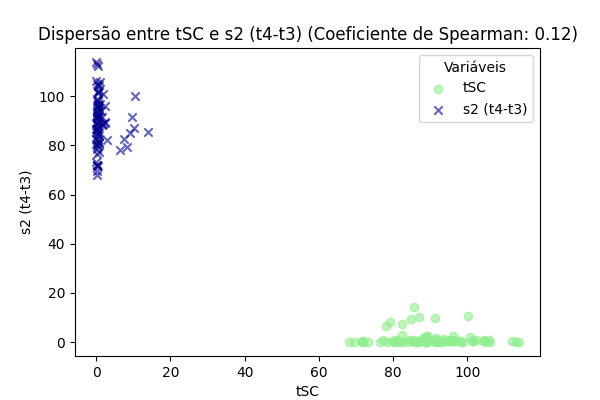 Dispersão entre tSC e s2 (t4-t3) (Coeficiente de Spearman: 0.12)
Variáveis
tSC
s2 (t4-t3)
s2 (t4-t3)
100
80
60
40
20
0
0 20 40 60 80 100
tSC